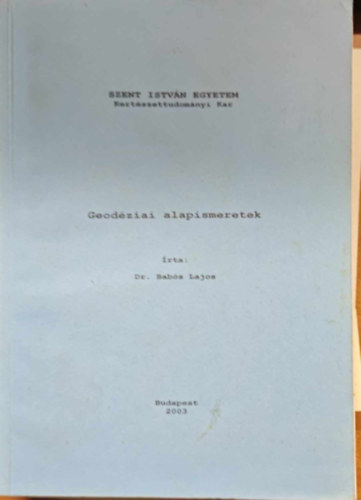 SZENT ISTVÁN EGYETEM
Kertészettudományi Kar
Geodéziai alapismeretek
Írta:
Dr. Babós Lajos
Budapest
2003